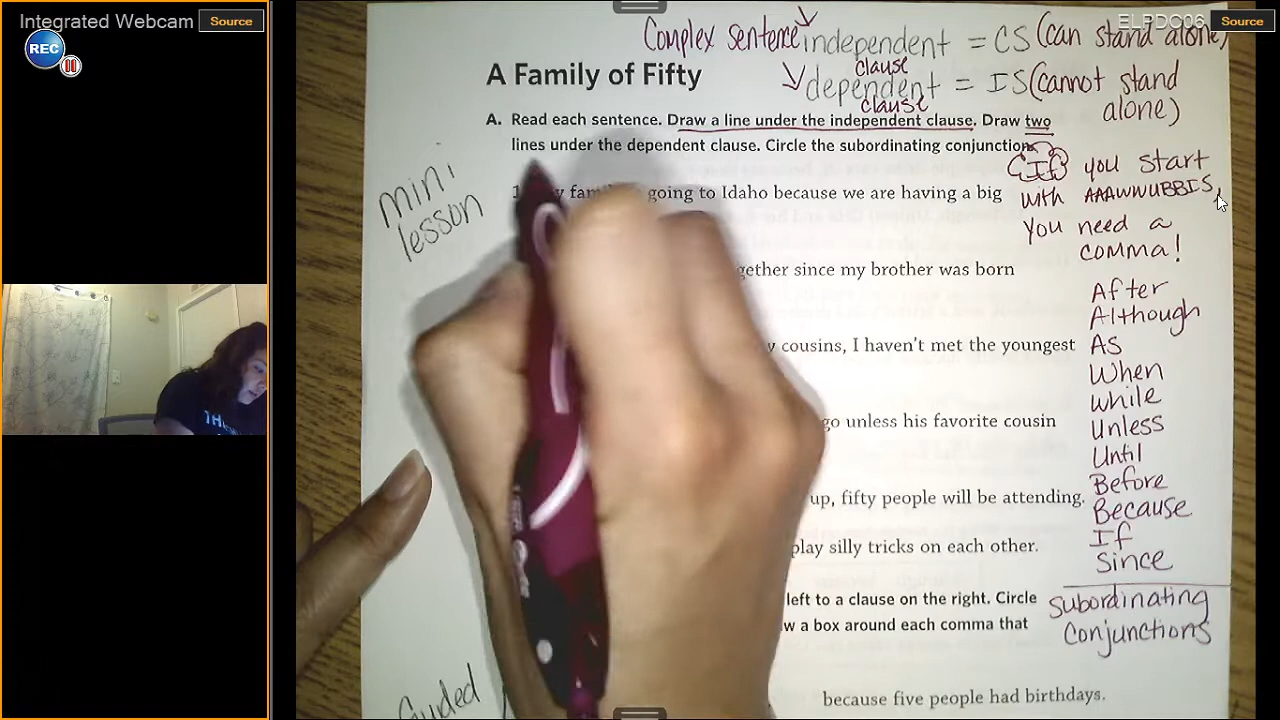 Integrated Webcam
Source
REC
ELPDC06
Source
Complex sentence independent = CS (can stand alone)
clause
dependent = IS (cannot stand
clause
alone)
A Family of Fifty
A. Read each sentence. Draw a line under the independent clause. Draw two
lines under the dependent clause. Circle the subordinating conjunction.
going to Idaho because we are having a big
since my brother was born
cousins, I haven't met the youngest
unless his favorite cousin
up, fifty people will be attending.
play silly tricks on each other.
left to a clause on the right. Circle
a box around each comma that
because five people had birthdays.
mini
lesson
If you start
with AAAWWUBBIS,
you need a
comma!
After
Although
As
When
While
Unless
Until
Before
Because
If
Since
subordinating
conjunctions